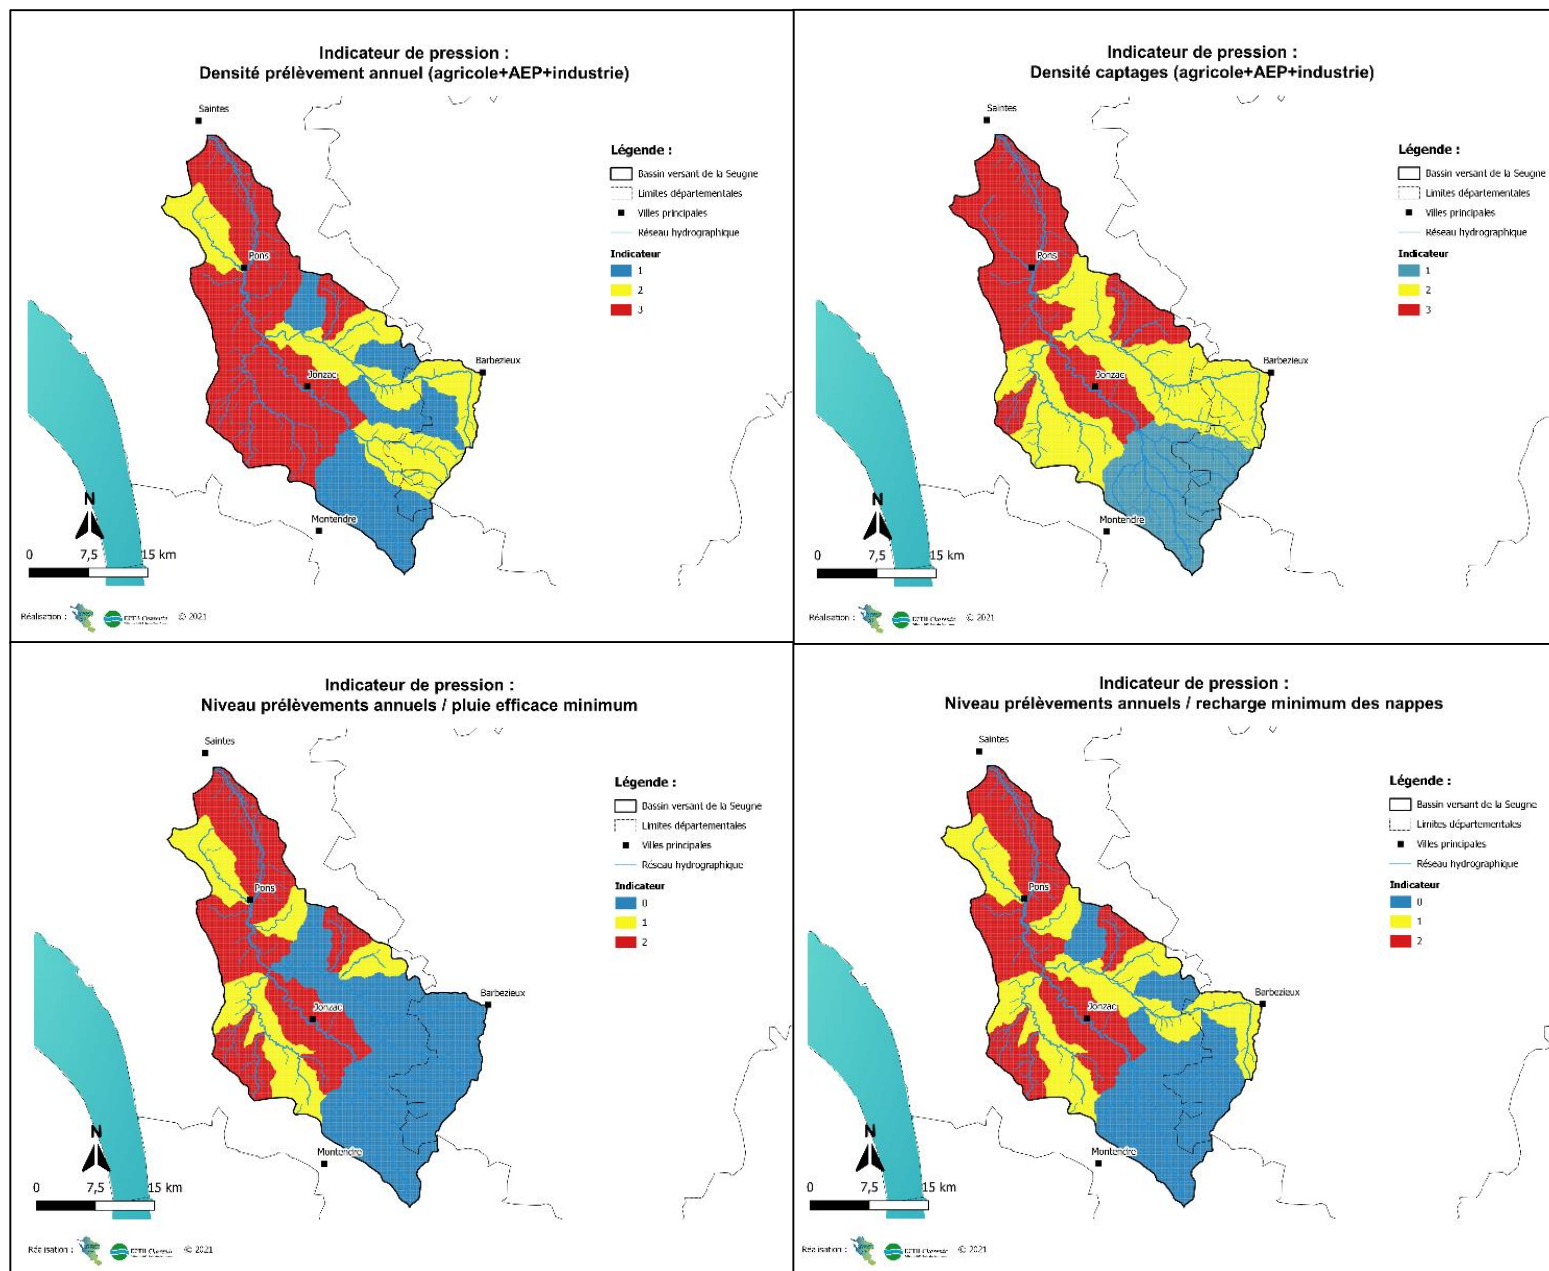 Indicateur de pression :
Densité prélèvement annuel (agricole+AEP+industrie)
Saintes
Légende :
Bassin versant de la Seugne
Limites départementales
Villes principales
Réseau hydrographique
Indicateur
1
2
3
Pons
Barbezieux
Jonzac
Montendre
N
0 7,5 15 km
Réalisation : © 2021
Indicateur de pression :
Densité captages (agricole+AEP+industrie)
Saintes
Légende :
Bassin versant de la Seugne
Limites départementales
Villes principales
Réseau hydrographique
Indicateur
1
2
3
Pons
Barbezieux
Jonzac
Montendre
N
0 7,5 15 km
Réalisation : © 2021
Indicateur de pression :
Niveau prélèvements annuels / pluie efficace minimum
Saintes
Légende :
Bassin versant de la Seugne
Limites départementales
Villes principales
Réseau hydrographique
Indicateur
0
1
2
Pons
Barbezieux
Jonzac
Montendre
N
0 7,5 15 km
Réalisation : © 2021
Indicateur de pression :
Niveau prélèvements annuels / recharge minimum des nappes
Saintes
Légende :
Bassin versant de la Seugne
Limites départementales
Villes principales
Réseau hydrographique
Indicateur
0
1
2
Pons
Barbezieux
Jonzac
Montendre
N
0 7,5 15 km
Réalisation : © 2021